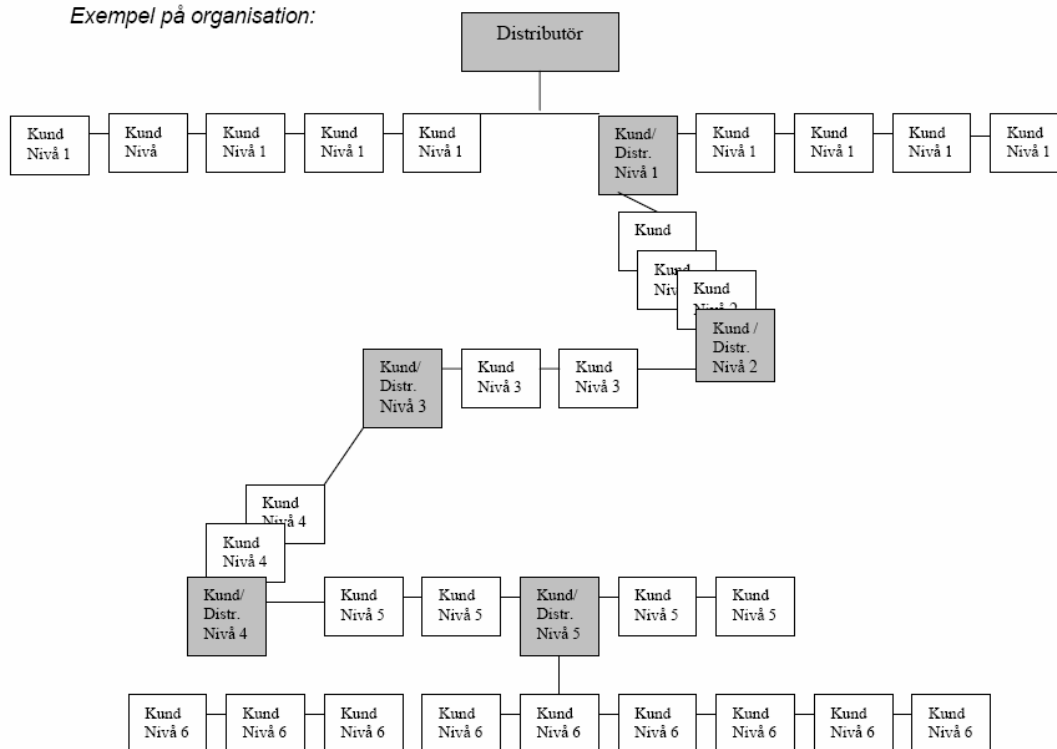 Exempel på organisation:
Distributör
Kund
Nivå 1
Kund
Nivå
Kund
Nivå 1
Kund
Nivå 1
Kund
Nivå 1
Kund/
Distr.
Nivå 1
Kund
Nivå 1
Kund
Nivå 1
Kund
Nivå 1
Kund
Nivå 1
Kund
Kund
Kund
Nivå 2
Kund /
Distr.
Nivå 2
Kund/
Distr.
Nivå 3
Kund
Nivå 3
Kund
Nivå 3
Kund
Nivå 4
Kund
Nivå 4
Kund/
Distr.
Nivå 4
Kund
Nivå 5
Kund
Nivå 5
Kund/
Distr.
Nivå 5
Kund
Nivå 5
Kund
Nivå 5
Kund
Nivå 6
Kund
Nivå 6
Kund
Nivå 6
Kund
Nivå 6
Kund
Nivå 6
Kund
Nivå 6
Kund
Nivå 6
Kund
Nivå 6
Kund
Nivå 6